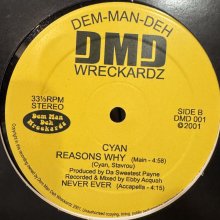 DEM-MAN-DEH
DMD
WRECKARDZ
33⅓RPM
STEREO
Dem Man
Deh
Wreckardz
SIDE B
DMD 001
©2001
CYAN
REASONS WHY (Main - 4:58)
(Cyan, Stavrou)
Produced by Da Sweatest Payne
Recorded & Mixed by Ebby Acquah
NEVER EVER (Accapella - 4:15)